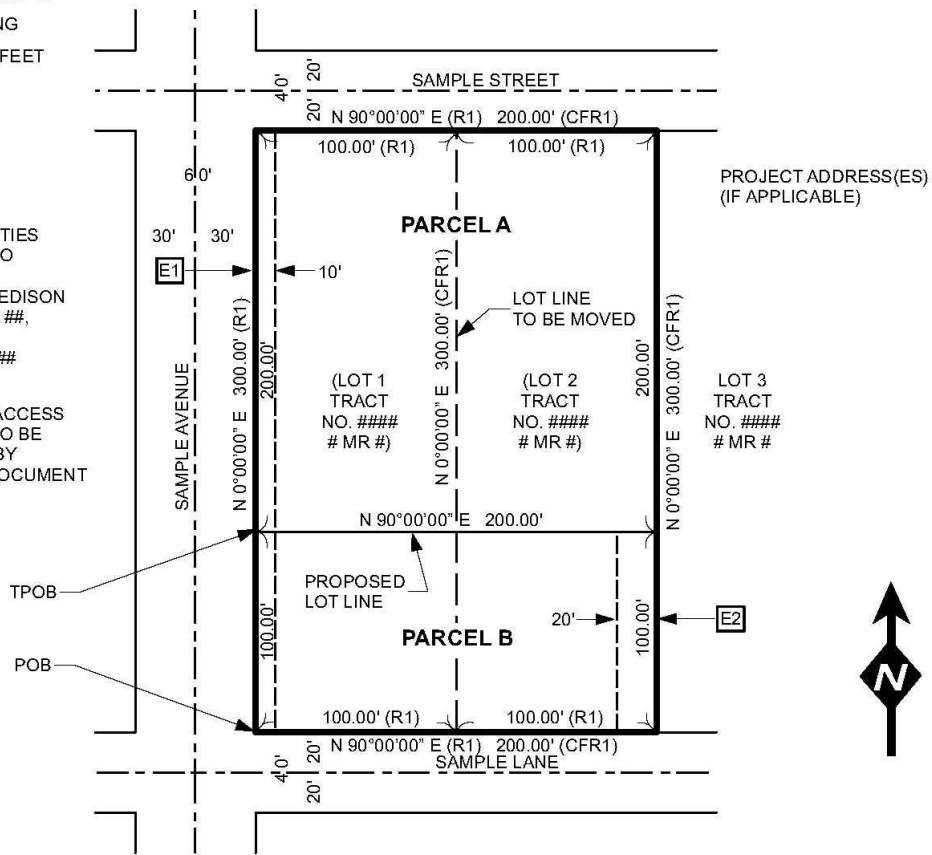 NG
FEET
TIES
O
EDISON
##,
##
ACCESS
O BE
BY
OCUMENT
40'
20'
20'
SAMPLE STREET
N 90°00'00" E (R1) 200.00' (CFR1)
100.00' (R1)
100.00' (R1)
60'
PROJECT ADDRESS(ES)
(IF APPLICABLE)
PARCEL A
30'
30'
E1
10'
LOT LINE
TO BE MOVED
SAMPLE AVENUE
N 0°00'00" E 300.00' (R1)
200.00'
N 0°00'00" E 300.00' (CFR1)
200.00'
N 0°00'00" E 300.00' (CFR1)
(LOT 1
TRACT
NO. ####
# MR #)
(LOT 2
TRACT
NO. ####
# MR #)
LOT 3
TRACT
NO. ####
# MR #
N 90°00'00" E 200.00'
TPOB
PROPOSED
LOT LINE
100.00'
PARCEL B
20'
100.00'
E2
POB
100.00' (R1)
100.00' (R1)
N 90°00'00" E (R1) 200.00' (CFR1)
SAMPLE LANE
40'
20'
20'
N